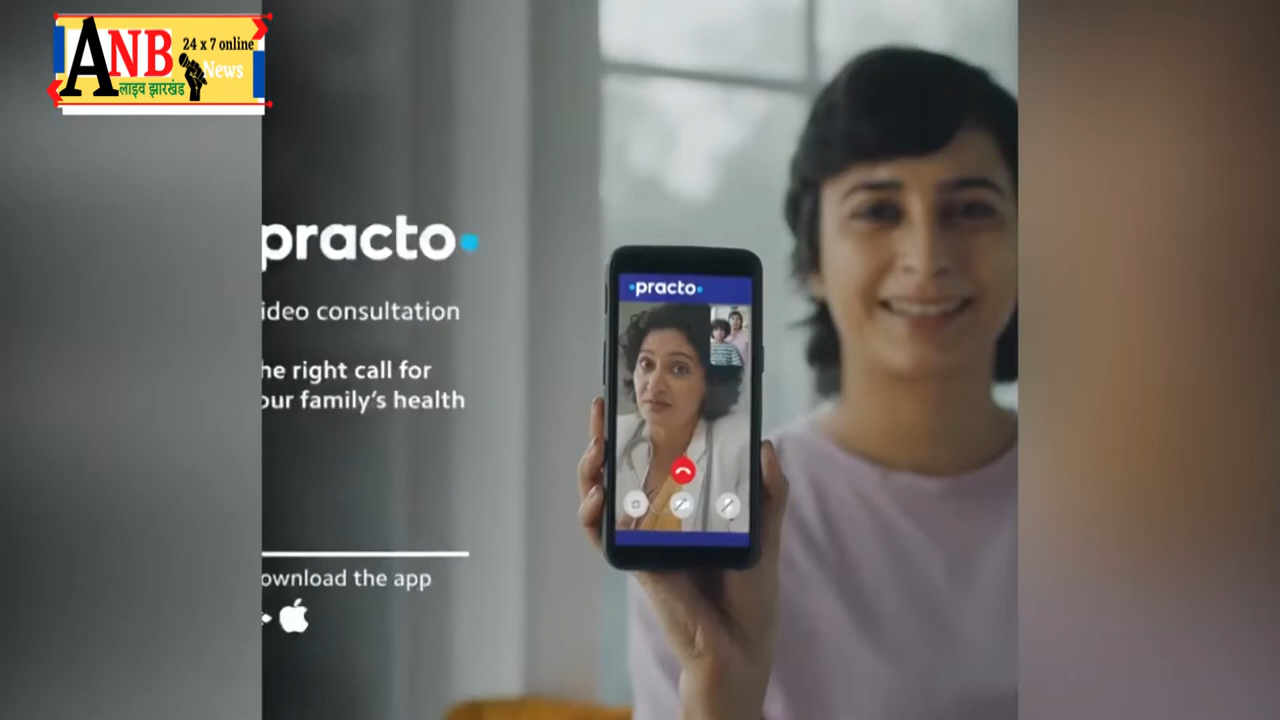 ANB
24 x 7 online
News
लाइव झारखंड
practo
ideo consultation
he right call for
our family's health
ownload the app
practo